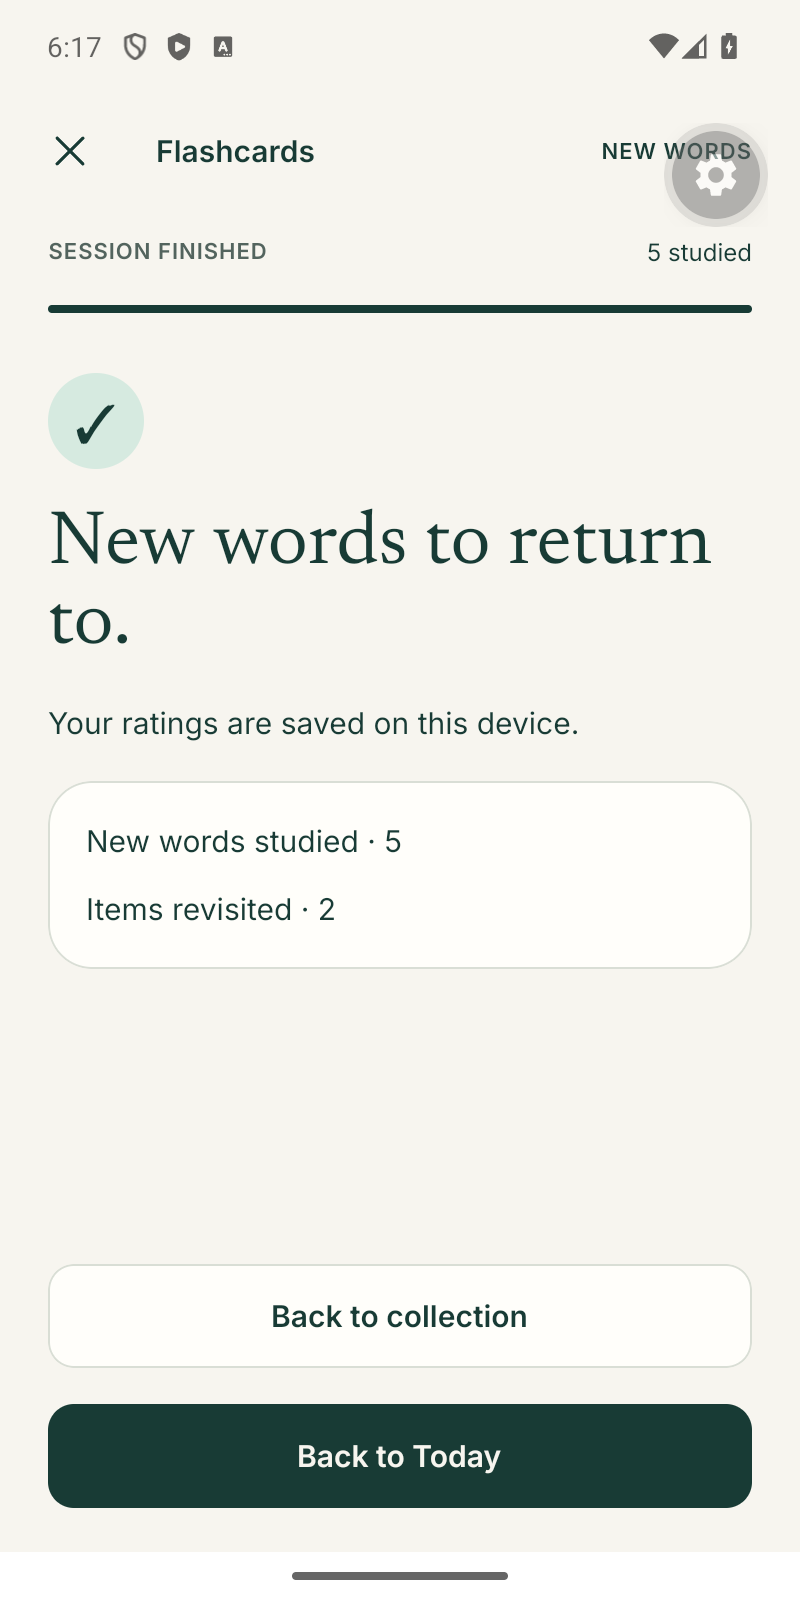 6:17
Flashcards
NEW WORDS
SESSION FINISHED
5 studied
New words to return
to.
Your ratings are saved on this device.
New words studied · 5
Items revisited · 2
Back to collection
Back to Today